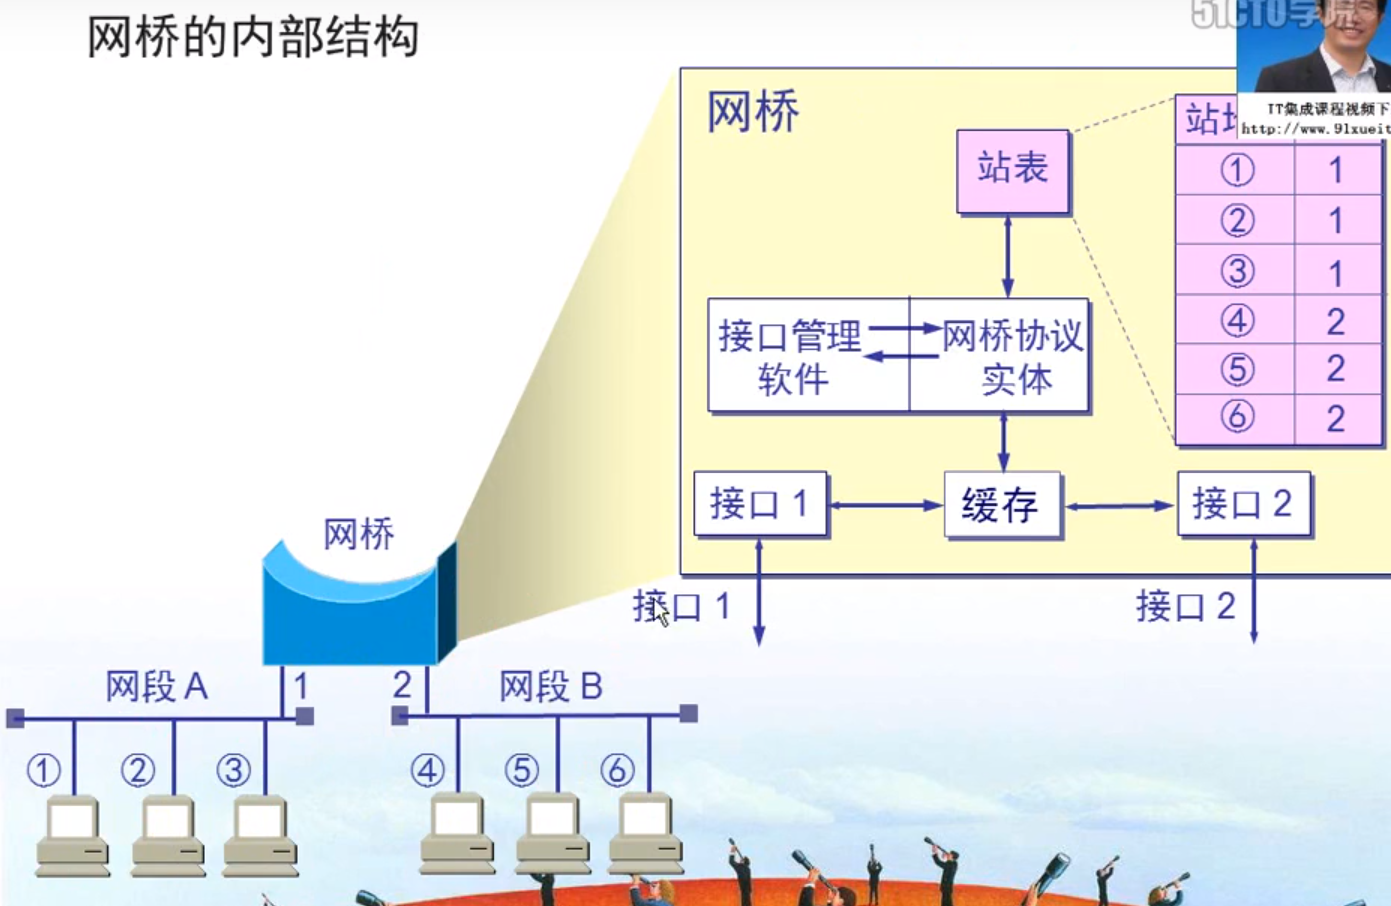 51CTO学院
网桥的内部结构
IT集成课程视频下
http://www.91xueit
网桥
站表
站地
① 1
② 1
③ 1
④ 2
⑤ 2
⑥ 2
接口管理
软件
网桥协议
实体
接口 1
缓存
接口 2
接口 1
接口 2
网桥
网段 A
1
2
网段 B
①
②
③
④
⑤
⑥